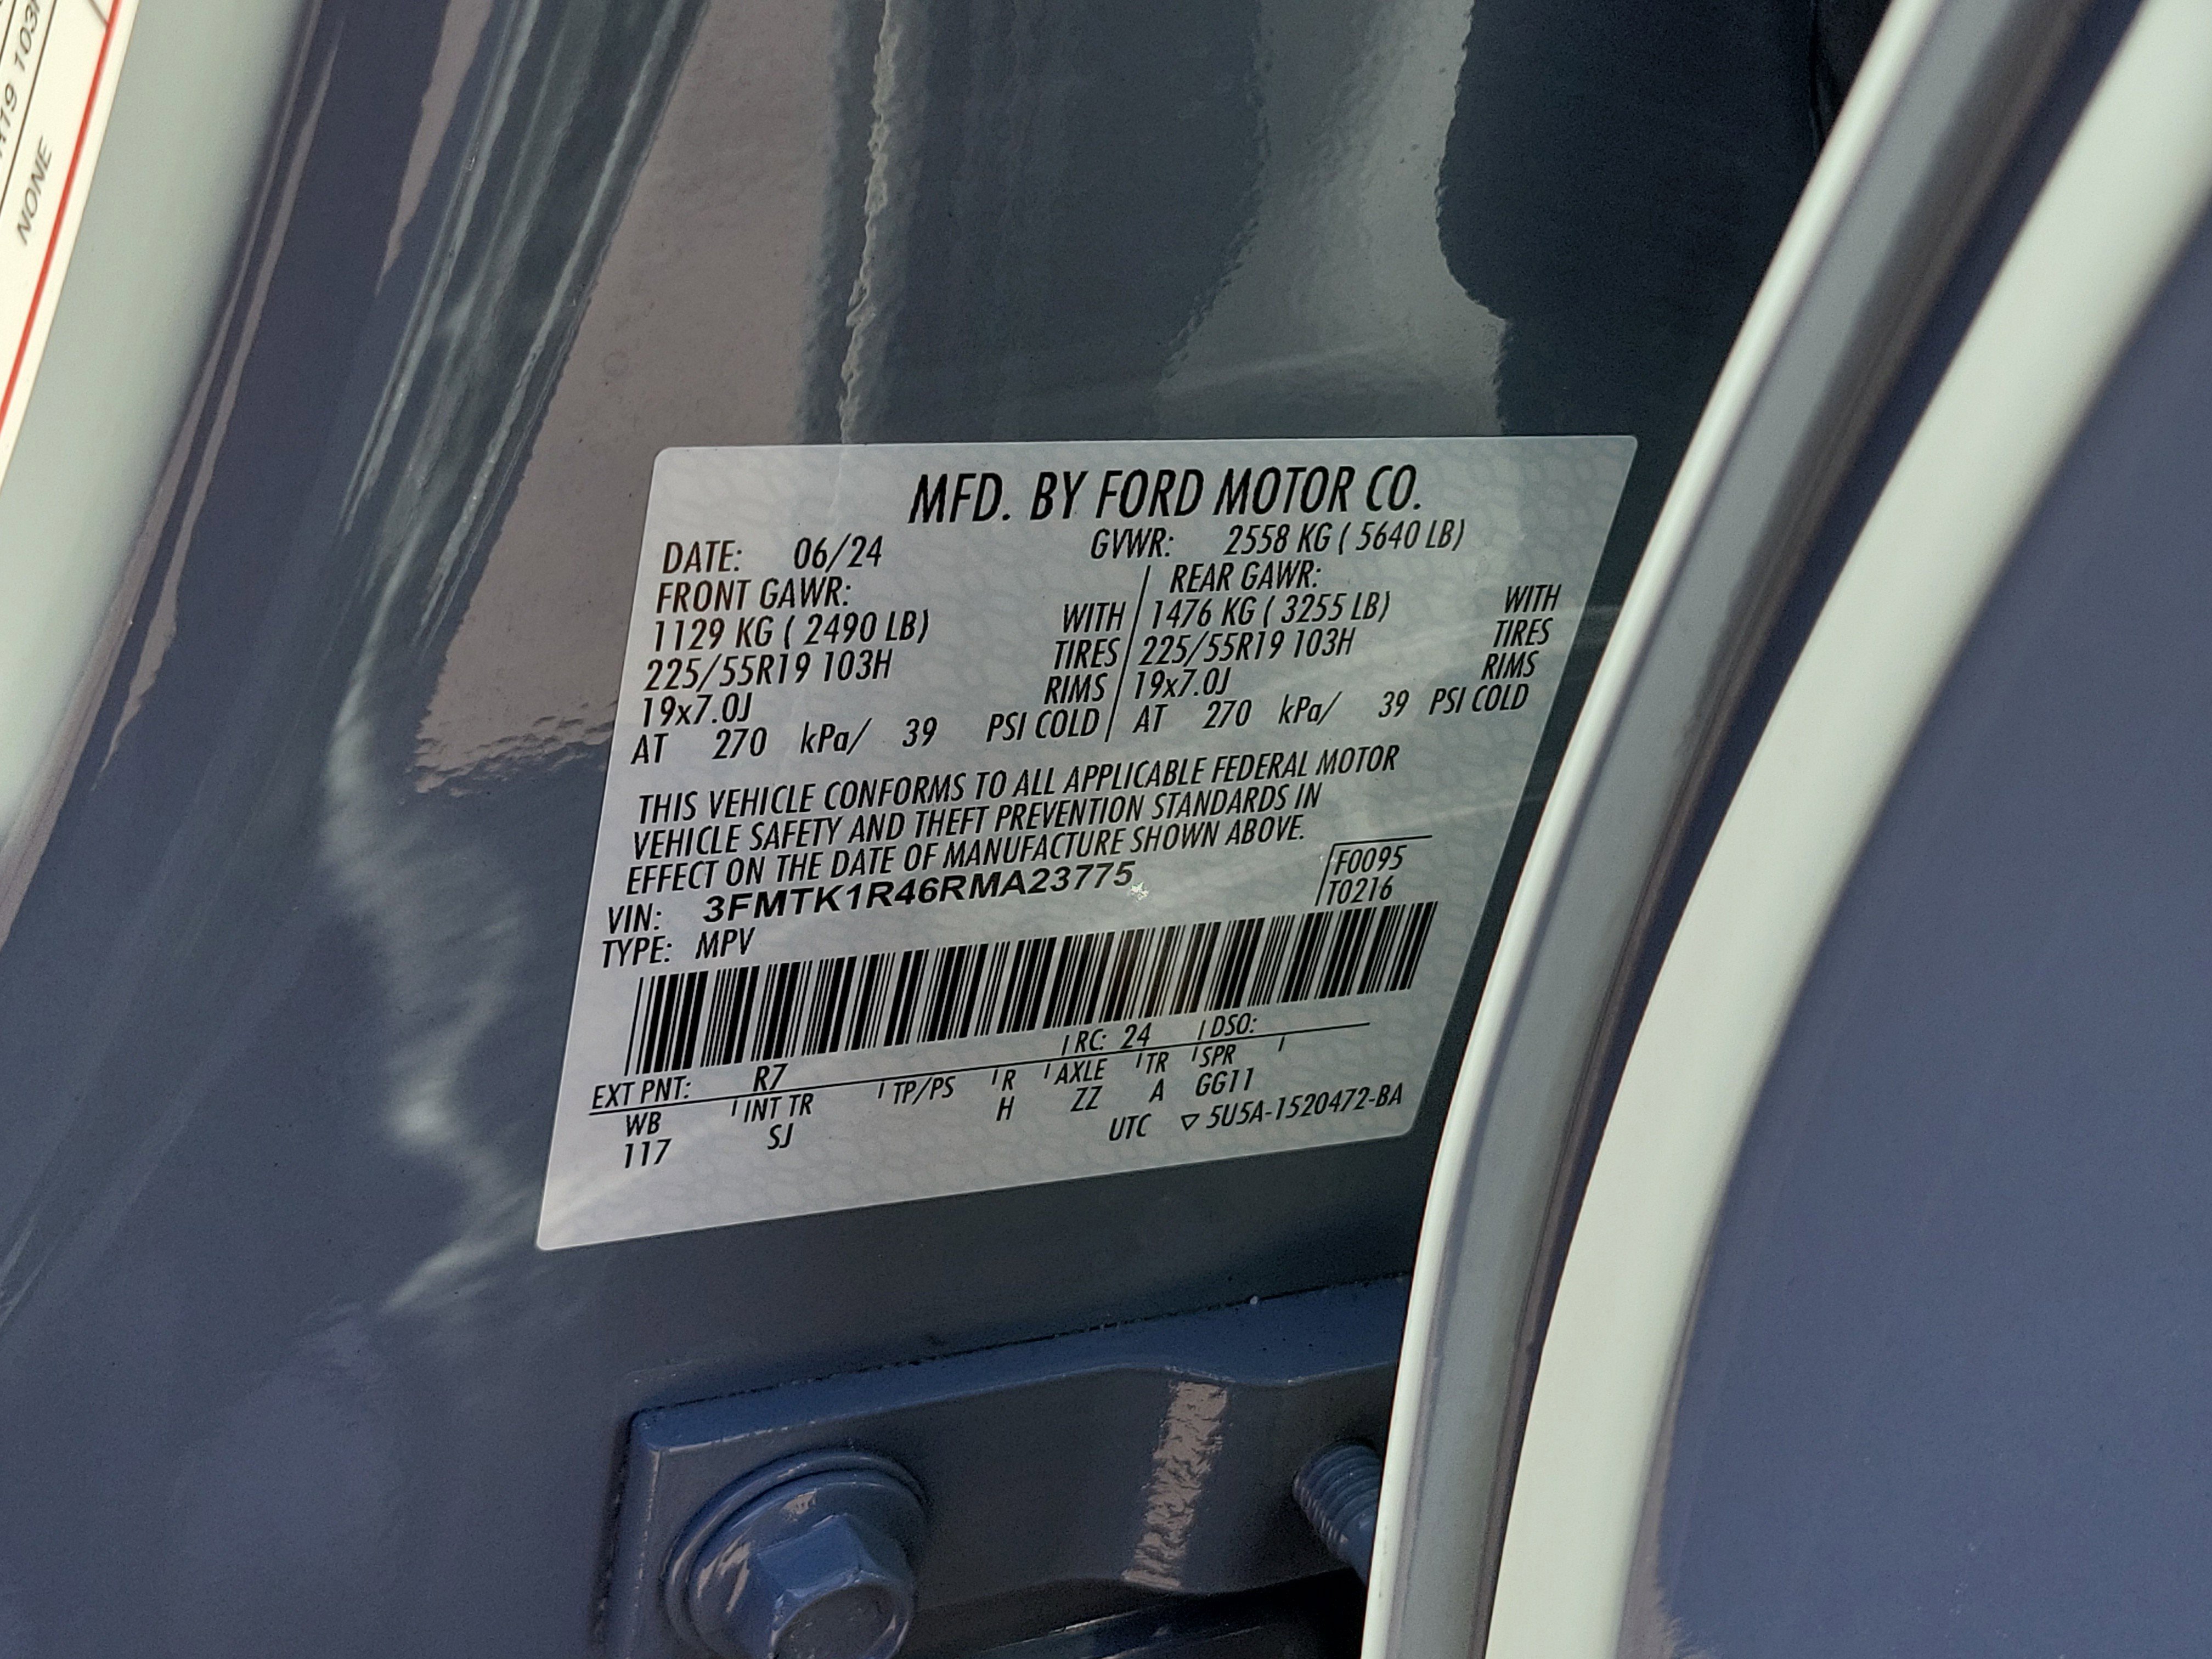 R19 103H
NONE
MFD. BY FORD MOTOR CO.
DATE: 06/24 GVWR: 2558 KG ( 5640 LB)
FRONT GAWR: REAR GAWR:
1129 KG ( 2490 LB) WITH 1476 KG ( 3255 LB) WITH
225/55R19 103H TIRES 225/55R19 103H TIRES
19x7.0J RIMS 19x7.0J RIMS
AT 270 kPa/ 39 PSI COLD AT 270 kPa/ 39 PSI COLD
THIS VEHICLE CONFORMS TO ALL APPLICABLE FEDERAL MOTOR
VEHICLE SAFETY AND THEFT PREVENTION STANDARDS IN
EFFECT ON THE DATE OF MANUFACTURE SHOWN ABOVE.
VIN: 3FMTK1R46RMA23775 F0095
TYPE: MPV T0216
EXT PNT: R7 RC: 24 DSO:
WB INT TR TP/PS R AXLE TR SPR
117 SJ H ZZ A GG11
UTC ▽ 5U5A-1520472-BA